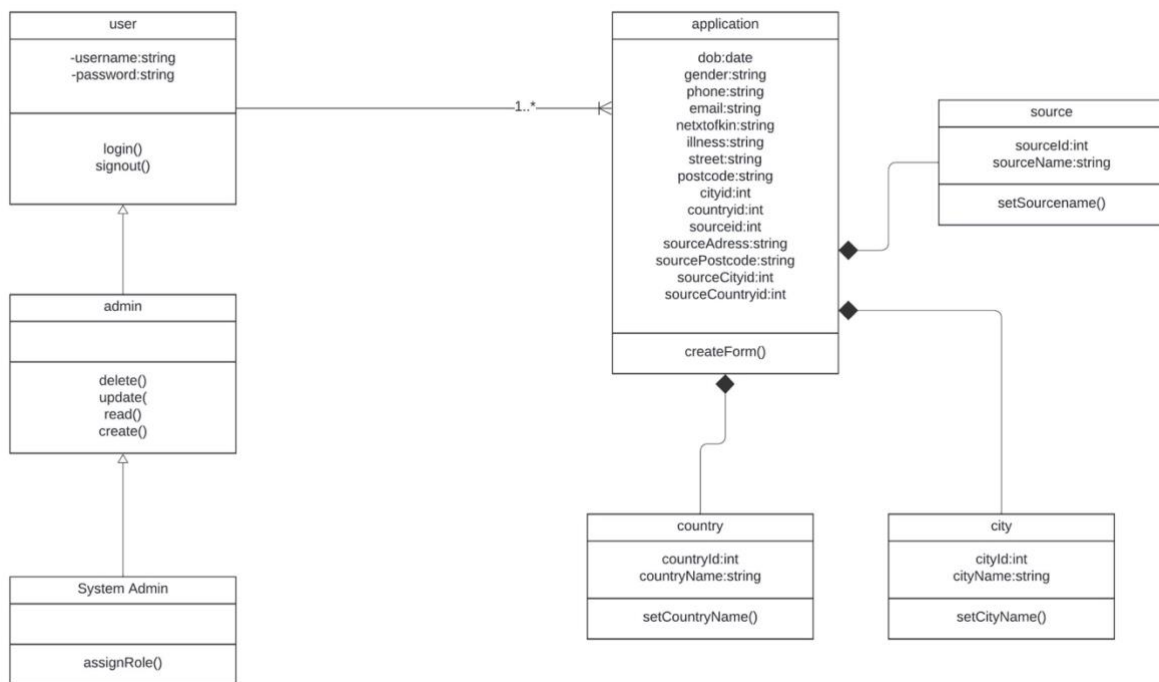 user
-username:string
-password:string
login()
signout()
1..*
application
dob:date
gender:string
phone:string
email:string
netxtofkin:string
illness:string
street:string
postcode:string
cityid:int
countryid:int
sourceid:int
sourceAdress:string
sourcePostcode:string
sourceCityid:int
sourceCountryid:int
createForm()
source
sourceId:int
sourceName:string
setSourcename()
admin
delete()
update(
read()
create()
System Admin
assignRole()
country
countryId:int
countryName:string
setCountryName()
city
cityId:int
cityName:string
setCityName()